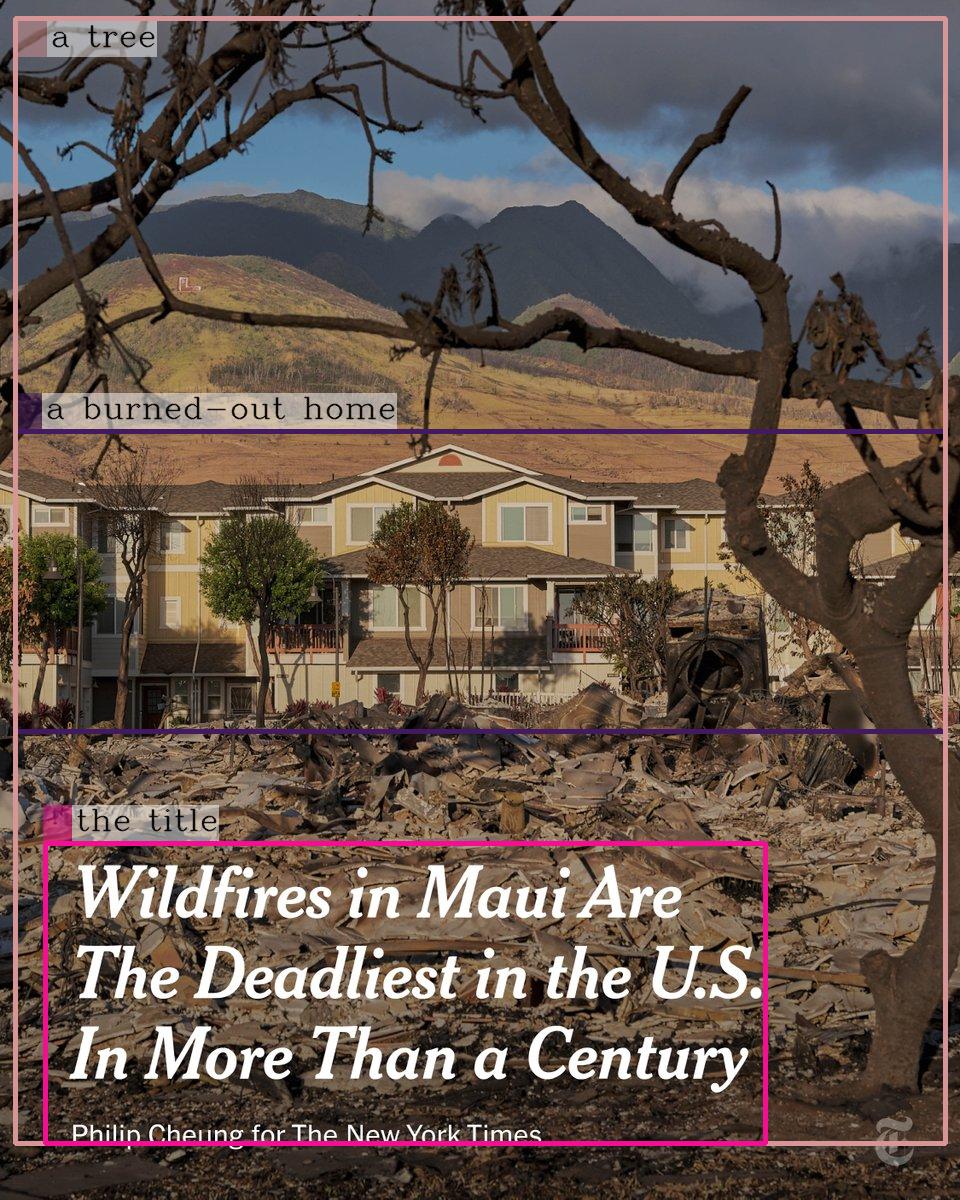 a tree
L
a burned-out home
the title
Wildfires in Maui Are
The Deadliest in the U.S.
In More Than a Century
Philip Cheung for The New York Times
T